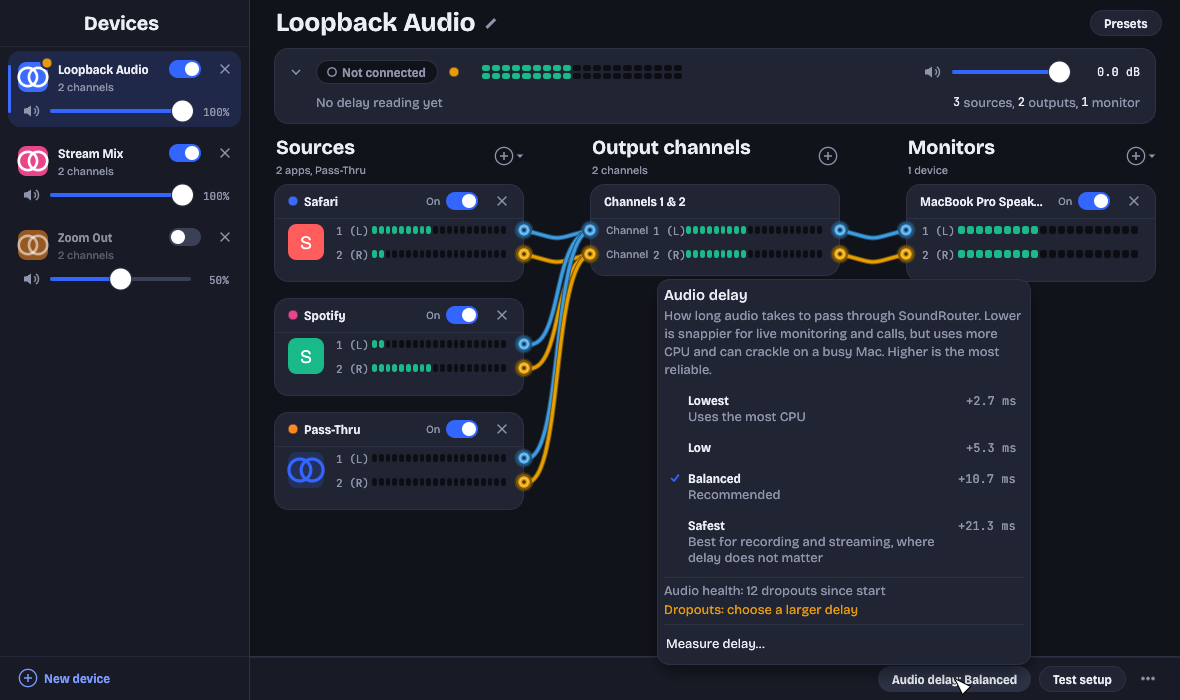 Devices
Loopback Audio
2 channels
100%
Stream Mix
2 channels
100%
Zoom Out
2 channels
50%
New device
Loopback Audio
Presets
Not connected
0.0 dB
No delay reading yet
3 sources, 2 outputs, 1 monitor
Sources
2 apps, Pass-Thru
Safari
On
S
1 (L)
2 (R)
Spotify
On
S
1 (L)
2 (R)
Pass-Thru
On
1 (L)
2 (R)
Output channels
2 channels
Channels 1 & 2
Channel 1 (L)
Channel 2 (R)
Monitors
1 device
MacBook Pro Speak...
On
1 (L)
2 (R)
Audio delay
How long audio takes to pass through SoundRouter. Lower
is snappier for live monitoring and calls, but uses more
CPU and can crackle on a busy Mac. Higher is the most
reliable.
Lowest
+2.7 ms
Uses the most CPU
Low
+5.3 ms
Balanced
+10.7 ms
Recommended
Safest
+21.3 ms
Best for recording and streaming, where
delay does not matter
Audio health: 12 dropouts since start
Dropouts: choose a larger delay
Measure delay...
Audio delay Balanced
Test setup